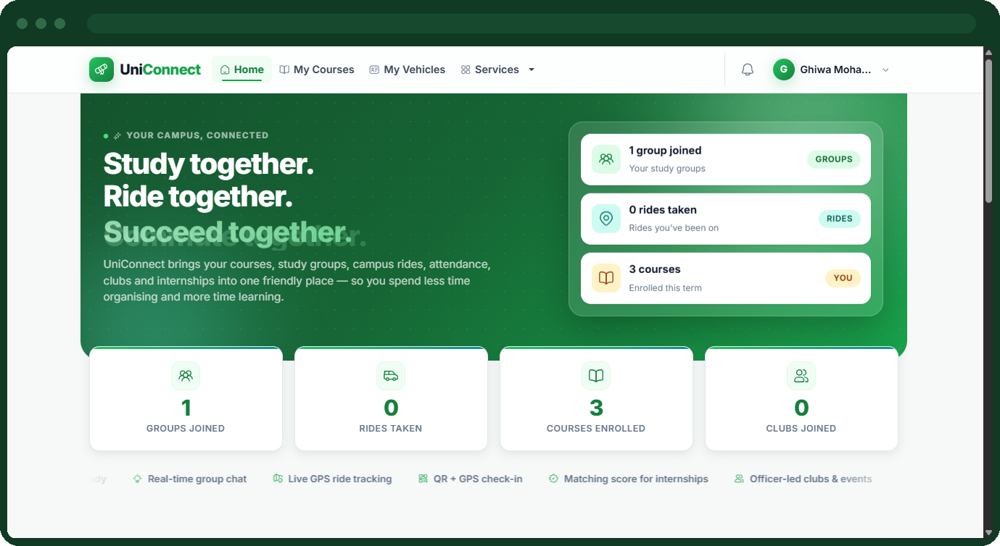 UniConnect
Home
My Courses
My Vehicles
Services
G
Ghiwa Moha...
YOUR CAMPUS, CONNECTED
Study together.
Ride together.
Succeed together.
UniConnect brings your courses, study groups, campus rides, attendance,
clubs and internships into one friendly place — so you spend less time
organising and more time learning.
1 group joined
Your study groups
GROUPS
0 rides taken
Rides you've been on
RIDES
3 courses
Enrolled this term
YOU
1
GROUPS JOINED
0
RIDES TAKEN
3
COURSES ENROLLED
0
CLUBS JOINED
Real-time group chat
Live GPS ride tracking
QR + GPS check-in
Matching score for internships
Officer-led clubs & events